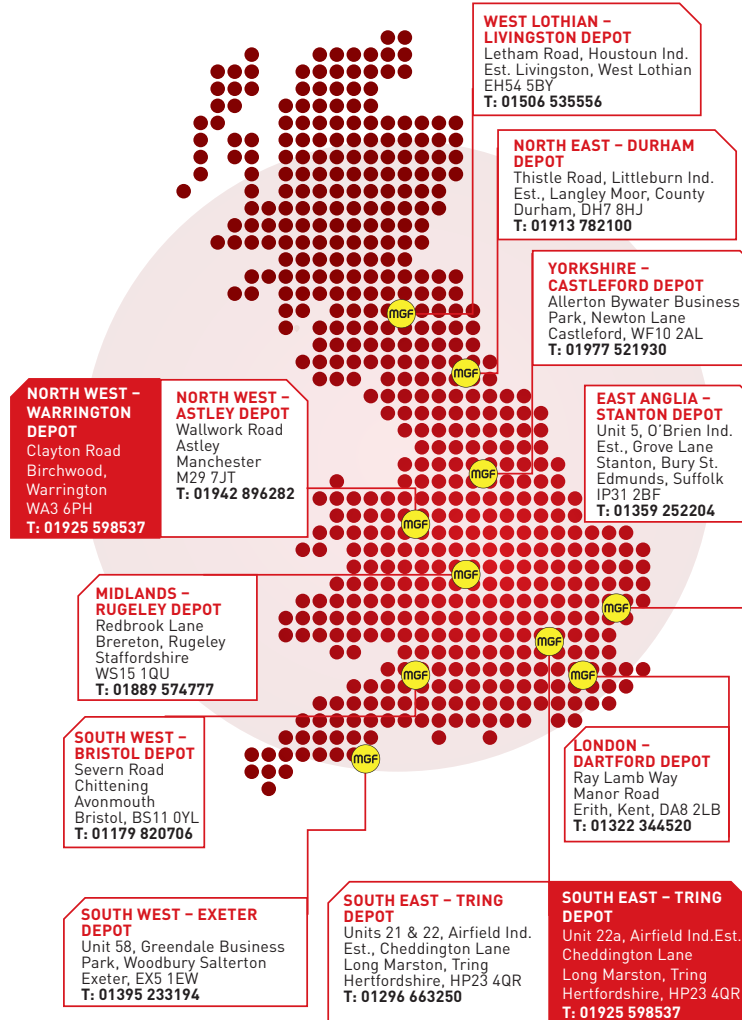 WEST LOTHIAN –
LIVINGSTON DEPOT
Letham Road, Houstoun Ind.
Est. Livingston, West Lothian
EH54 5BY
T: 01506 535556
NORTH EAST – DURHAM
DEPOT
Thistle Road, Littleburn Ind.
Est., Langley Moor, County
Durham, DH7 8HJ
T: 01913 782100
YORKSHIRE –
CASTLEFORD DEPOT
Allerton Bywater Business
Park, Newton Lane
Castleford, WF10 2AL
T: 01977 521930
MGF
MGF
NORTH WEST –
WARRINGTON
DEPOT
Clayton Road
Birchwood,
Warrington
WA3 6PH
T: 01925 598537
NORTH WEST –
ASTLEY DEPOT
Wallwork Road
Astley
Manchester
M29 7JT
T: 01942 896282
EAST ANGLIA –
STANTON DEPOT
Unit 5, O'Brien Ind.
Est., Grove Lane
Stanton, Bury St.
Edmunds, Suffolk
IP31 2BF
T: 01359 252204
MGF
MGF
MGF
MGF
MIDLANDS –
RUGELEY DEPOT
Redbrook Lane
Brereton, Rugeley
Staffordshire
WS15 1QU
T: 01889 574777
MGF
MGF
MGF
SOUTH WEST –
BRISTOL DEPOT
Severn Road
Chittening
Avonmouth
Bristol, BS11 0YL
T: 01179 820706
MGF
LONDON –
DARTFORD DEPOT
Ray Lamb Way
Manor Road
Erith, Kent, DA8 2LB
T: 01322 344520
SOUTH WEST – EXETER
DEPOT
Unit 58, Greendale Business
Park, Woodbury Salterton
Exeter, EX5 1EW
T: 01395 233194
SOUTH EAST – TRING
DEPOT
Units 21 & 22, Airfield Ind.
Est., Cheddington Lane
Long Marston, Tring
Hertfordshire, HP23 4QR
T: 01296 663250
SOUTH EAST – TRING
DEPOT
Unit 22a, Airfield Ind.Est.
Cheddington Lane
Long Marston, Tring
Hertfordshire, HP23 4QR
T: 01925 598537